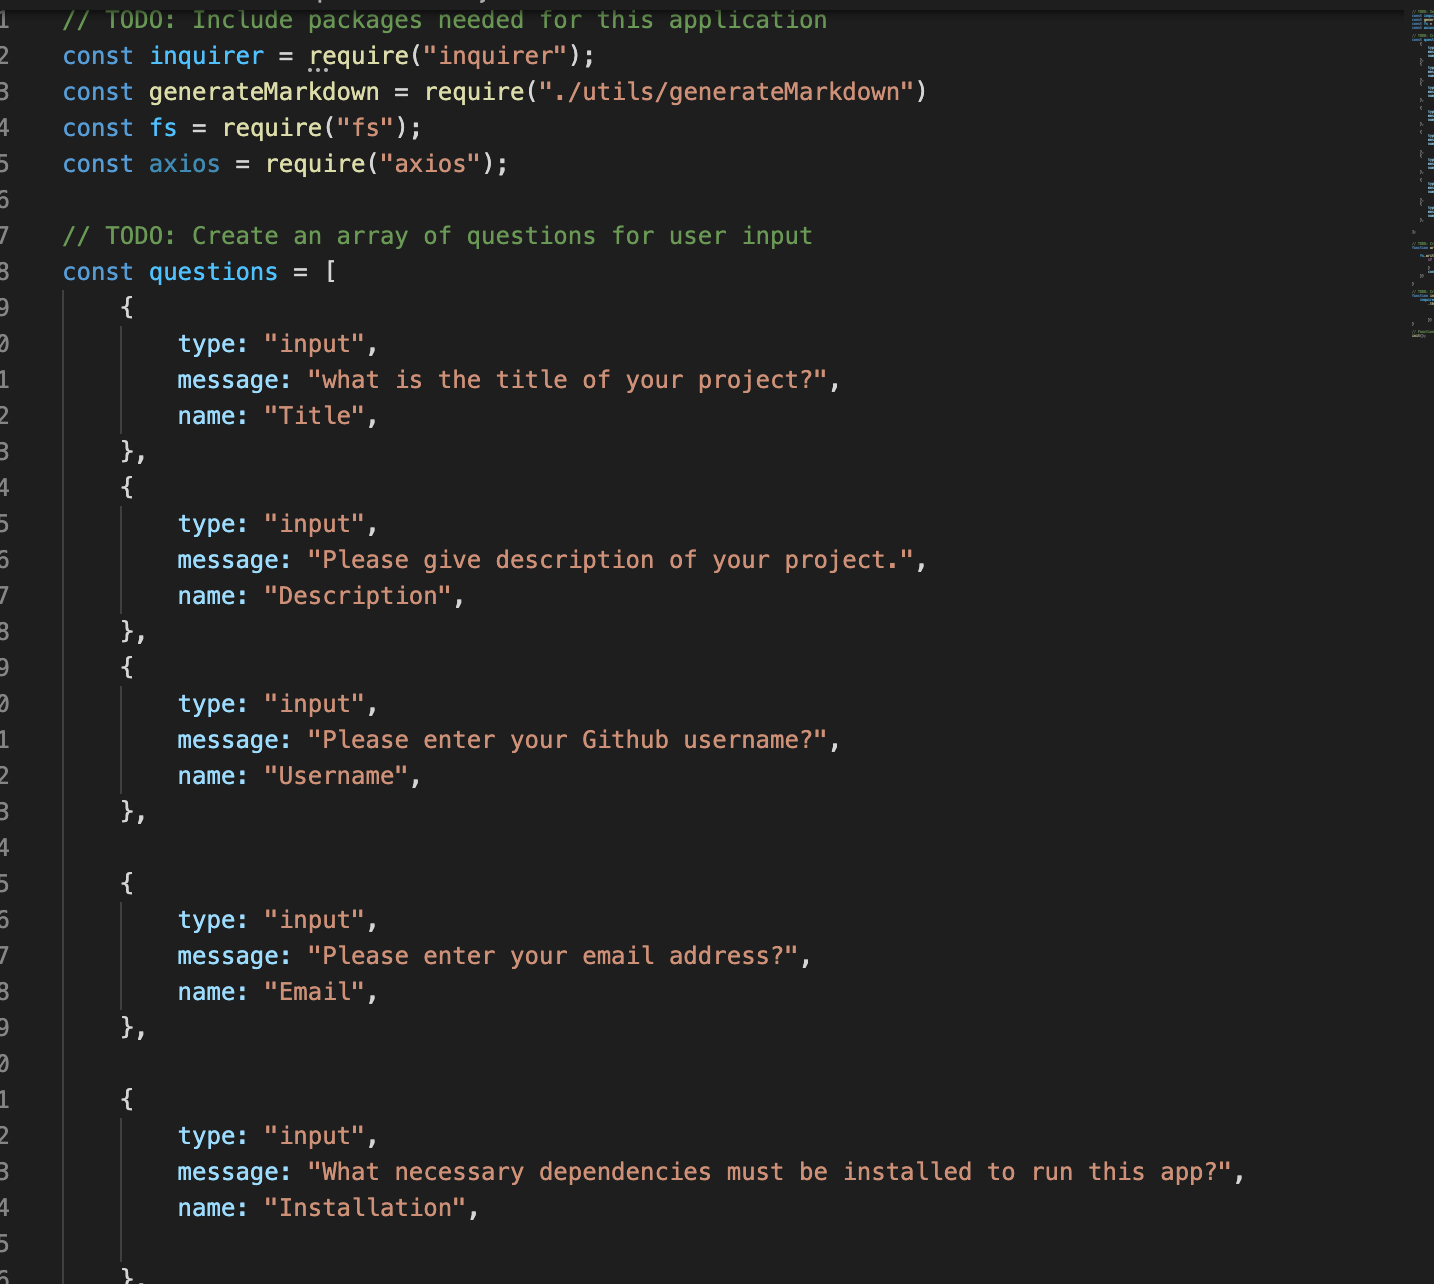 1 // TODO: Include packages needed for this application
2 const inquirer = require("inquirer");
3 const generateMarkdown = require("./utils/generateMarkdown")
4 const fs = require("fs");
5 const axios = require("axios");
6
7 // TODO: Create an array of questions for user input
8 const questions = [
9 {
0 type: "input",
1 message: "what is the title of your project?",
2 name: "Title",
3 },
4 {
5 type: "input",
6 message: "Please give description of your project.",
7 name: "Description",
8 },
9 {
0 type: "input",
1 message: "Please enter your Github username?",
2 name: "Username",
3 },
4
5 {
6 type: "input",
7 message: "Please enter your email address?",
8 name: "Email",
9 },
0
1 {
2 type: "input",
3 message: "What necessary dependencies must be installed to run this app?",
4 name: "Installation",
5
6 },